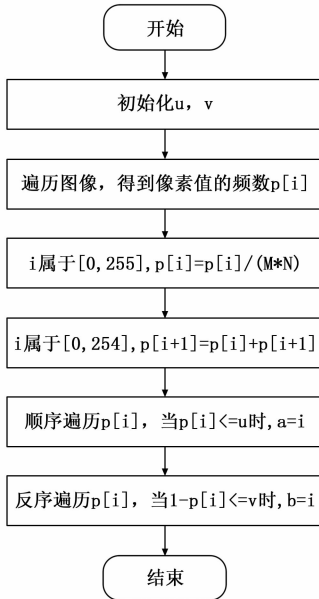 开始
初始化u，v
遍历图像，得到像素值的频数p[i]
i属于[0,255],p[i]=p[i]/(M*N)
i属于[0,254],p[i+1]=p[i]+p[i+1]
顺序遍历p[i]，当p[i]<=u时,a=i
反序遍历p[i]，当1-p[i]<=v时,b=i
结束